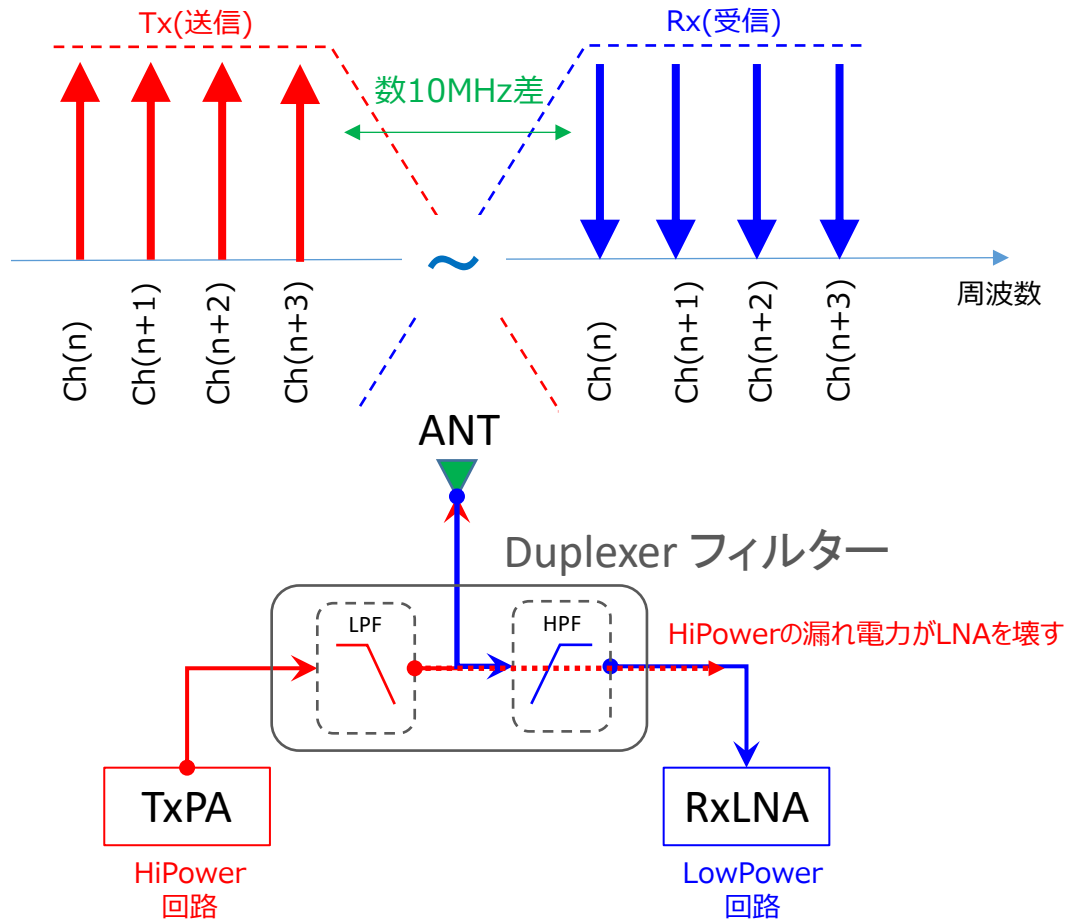 Tx(送信)
Rx(受信)
数10MHz差
~
周波数
Ch(n)
Ch(n+1)
Ch(n+2)
Ch(n+3)
Ch(n)
Ch(n+1)
Ch(n+2)
Ch(n+3)
ANT
Duplexer フィルター
LPF
HPF
HiPowerの漏れ電力がLNAを壊す
TxPA
RxLNA
HiPower
回路
LowPower
回路